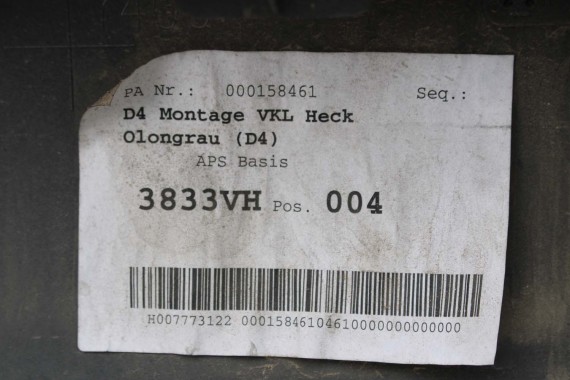 PA Nr.: 000158461 Seq.:
D4 Montage VKL Heck
Olongrau (D4)
APS Basis
3833VH Pos. 004
H007773122 000158461046100000000000000